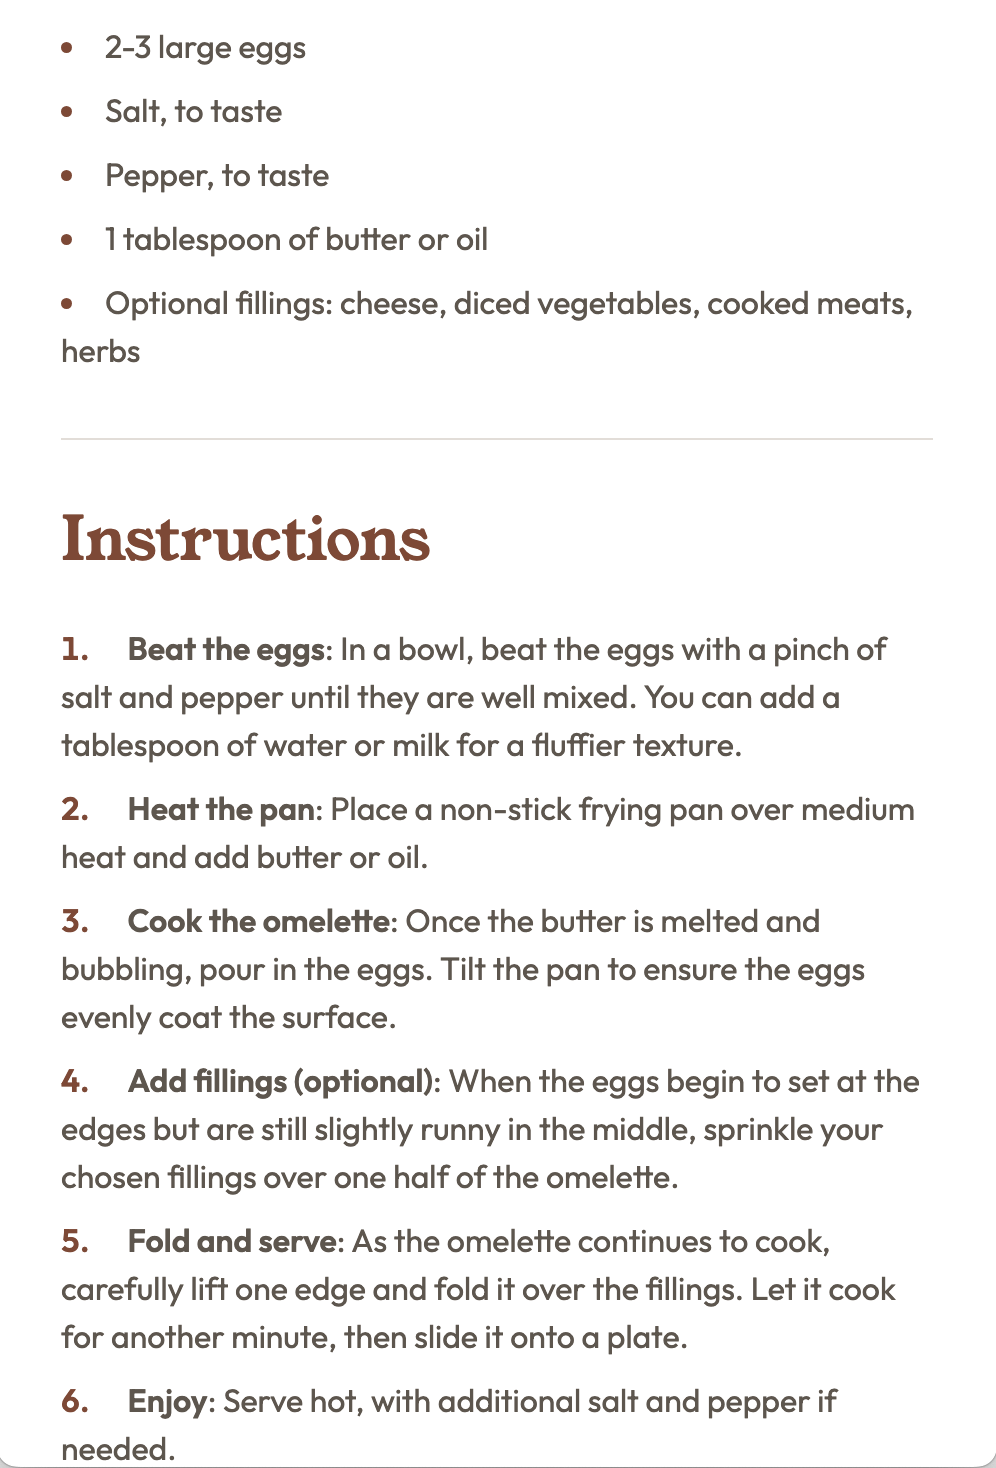 • 2-3 large eggs
• Salt, to taste
• Pepper, to taste
• 1 tablespoon of butter or oil
• Optional fillings: cheese, diced vegetables, cooked meats,
herbs
Instructions
1. Beat the eggs: In a bowl, beat the eggs with a pinch of
salt and pepper until they are well mixed. You can add a
tablespoon of water or milk for a fluffier texture.
2. Heat the pan: Place a non-stick frying pan over medium
heat and add butter or oil.
3. Cook the omelette: Once the butter is melted and
bubbling, pour in the eggs. Tilt the pan to ensure the eggs
evenly coat the surface.
4. Add fillings (optional): When the eggs begin to set at the
edges but are still slightly runny in the middle, sprinkle your
chosen fillings over one half of the omelette.
5. Fold and serve: As the omelette continues to cook,
carefully lift one edge and fold it over the fillings. Let it cook
for another minute, then slide it onto a plate.
6. Enjoy: Serve hot, with additional salt and pepper if
needed.